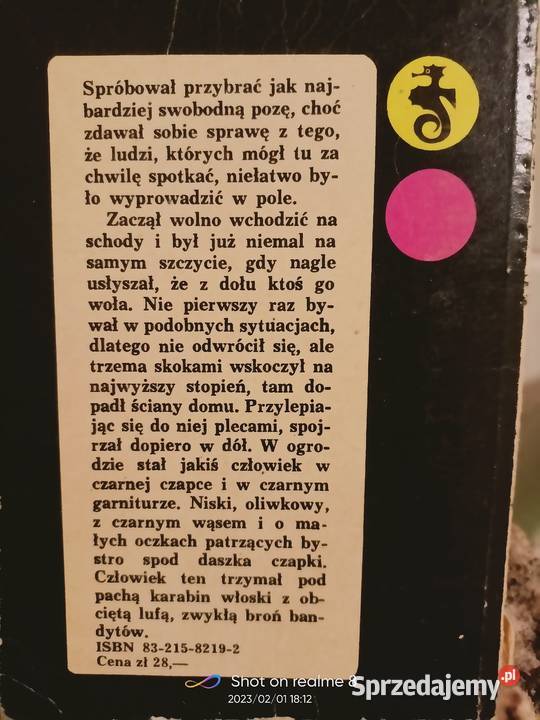 Spróbował przybrać jak naj-
bardziej swobodną pozę, choć
zdawał sobie sprawę z tego,
że ludzi, których mógł tu za
chwilę spotkać, niełatwo by-
ło wyprowadzić w pole.
Zaczął wolno wchodzić na
schody i był już niemal na
samym szczycie, gdy nagle
usłyszał, że z dołu ktoś go
woła. Nie pierwszy raz by-
wał w podobnych sytuacjach,
dlatego nie odwrócił się, ale
trzema skokami wskoczył na
najwyższy stopień, tam do-
padł ściany domu. Przylepia-
jąc się do niej plecami, spoj-
rzał dopiero w dół. W ogro-
dzie stał jakiś człowiek w
czarnej czapce i w czarnym
garniturze. Niski, oliwkowy,
z czarnym wąsem i o ma-
łych oczkach patrzących by-
stro spod daszka czapki.
Człowiek ten trzymał pod
pachą karabin włoski z ob-
ciętą lufą, zwykłą broń ban-
dytów.
ISBN 83-215-8219-2
Cena zł 28,—
Shot on realme 8
2023/02/01 18:12
Sprzedajemy.pl